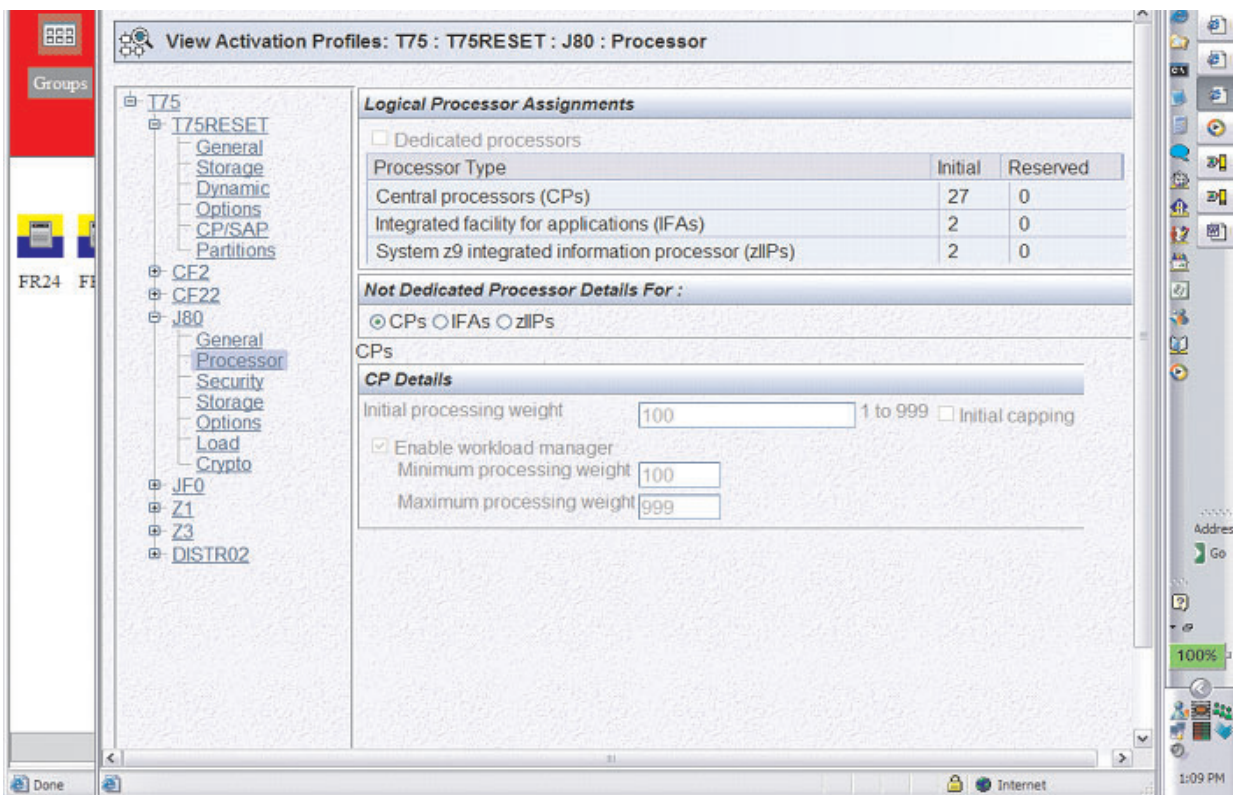 Groups
FR24
View Activation Profiles: T75 : T75RESET : J80 : Processor
T75
T75RESET
General
Storage
Dynamic
Options
CP/SAP
Partitions
CF2
CF22
J80
General
Processor
Security
Storage
Options
Load
Crypto
JF0
Z1
Z3
DISTR02
Logical Processor Assignments
Dedicated processors
Processor Type Initial Reserved
Central processors (CPs) 27 0
Integrated facility for applications (IFAs) 2 0
System z9 integrated information processor (zIIPs) 2 0
Not Dedicated Processor Details For :
CPs IFAs zIIPs
CPs
CP Details
Initial processing weight 100 1 to 999 Initial capping
Enable workload manager
Minimum processing weight 100
Maximum processing weight 999
Addres
Go
100%
Done
Internet
1:09 PM